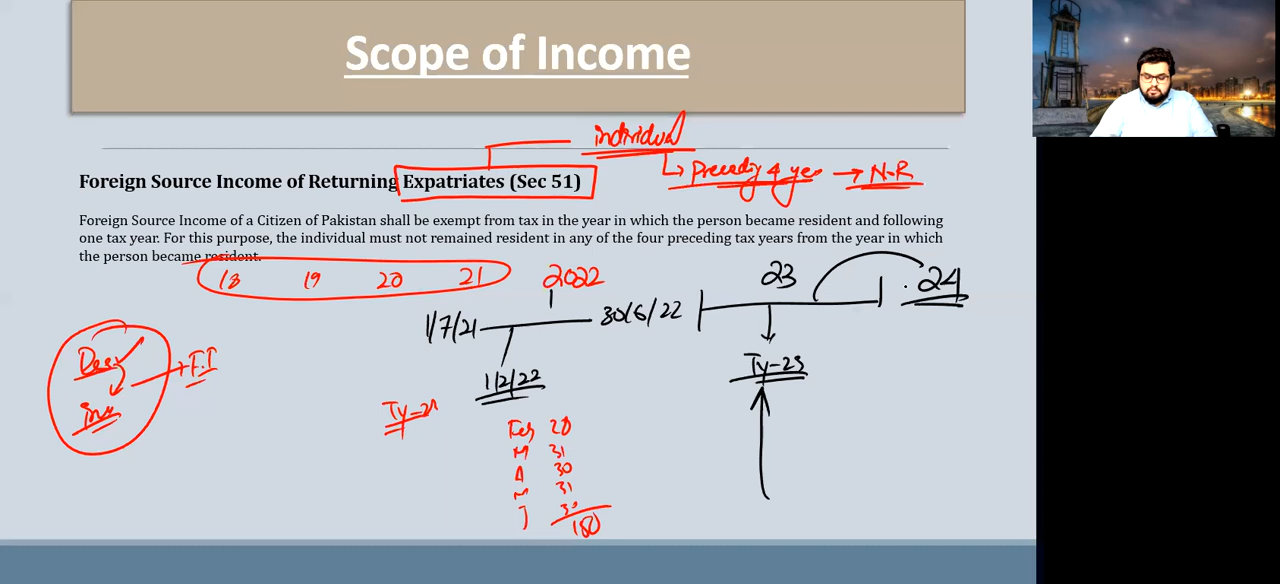 Scope of Income
individual
Preceding 4 yer → N.R
Foreign Source Income of Returning Expatriates (Sec 51)
Foreign Source Income of a Citizen of Pakistan shall be exempt from tax in the year in which the person became resident and following
one tax year. For this purpose, the individual must not remained resident in any of the four preceding tax years from the year in which
the person became resident.
18 19 20 21 2022 23 24
1/7/21 30/6/22
1/2/22 Ty-23
F.I
Feb 28
M 31
A 30
M 31
J 30